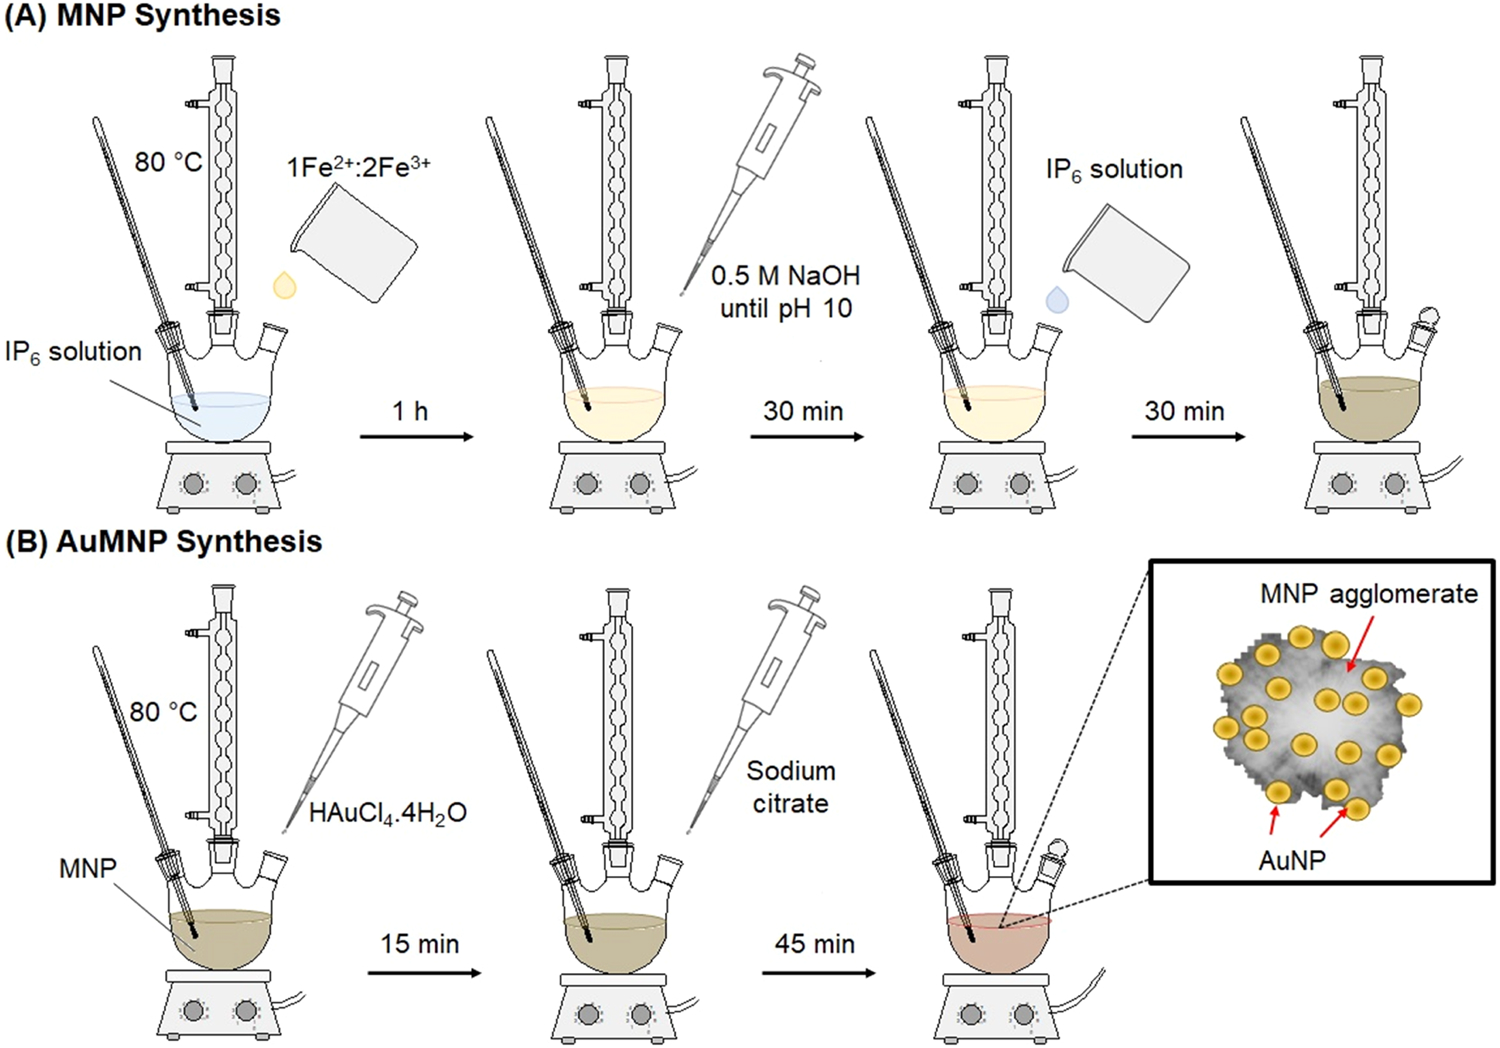 (A) MNP Synthesis
80 °C
1Fe²⁺:2Fe³⁺
IP₆ solution
1 h
0.5 M NaOH
until pH 10
30 min
IP₆ solution
30 min
(B) AuMNP Synthesis
80 °C
HAuCl₄.4H₂O
MNP
15 min
Sodium
citrate
45 min
MNP agglomerate
AuNP